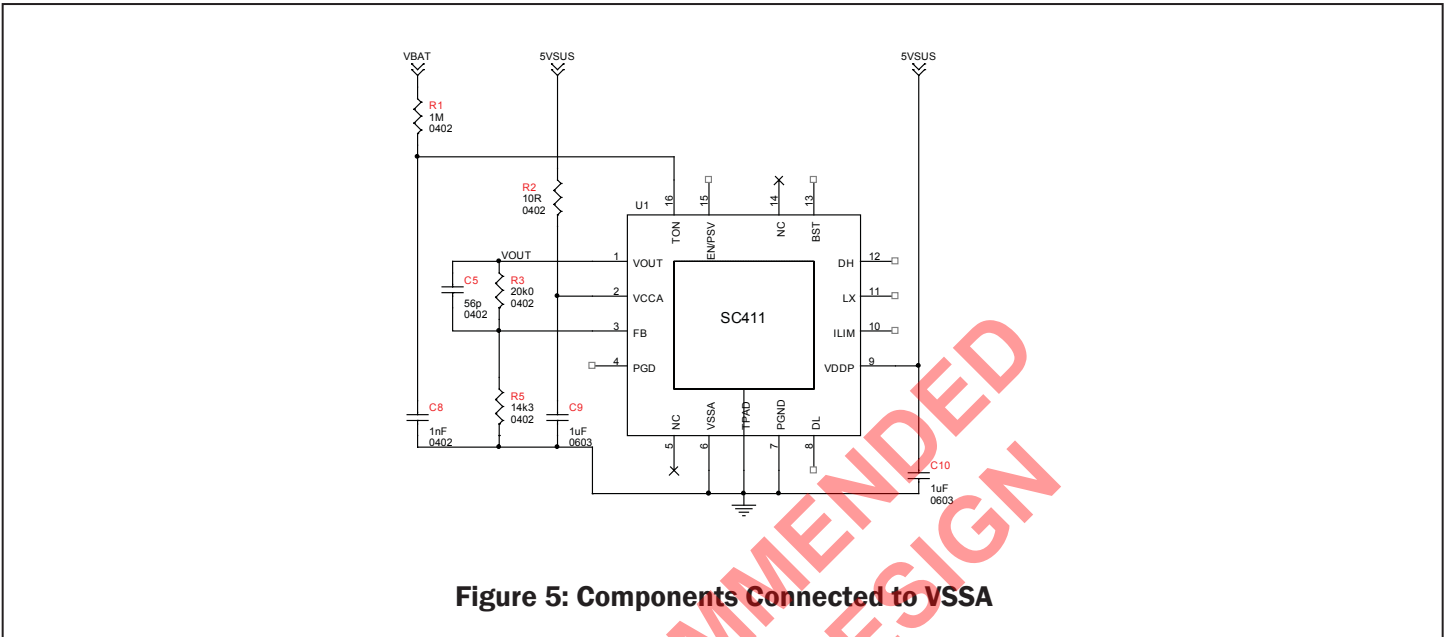 VBAT
5VSUS
5VSUS
R1
1M
0402
R2
10R
0402
U1
16
15
14
13
TON
EN/PSV
NC
BST
VOUT
1
VOUT
DH
12
C5
56p
0402
R3
20k0
0402
2
VCCA
LX
11
SC411
3
FB
ILIM
10
4
PGD
VDDP
9
R5
14k3
0402
C8
1nF
0402
C9
1uF
0603
NC
VSSA
TPAD
PGND
DL
5
6
7
8
C10
1uF
0603
MMENDED
ESIGN
Figure 5: Components Connected to VSSA